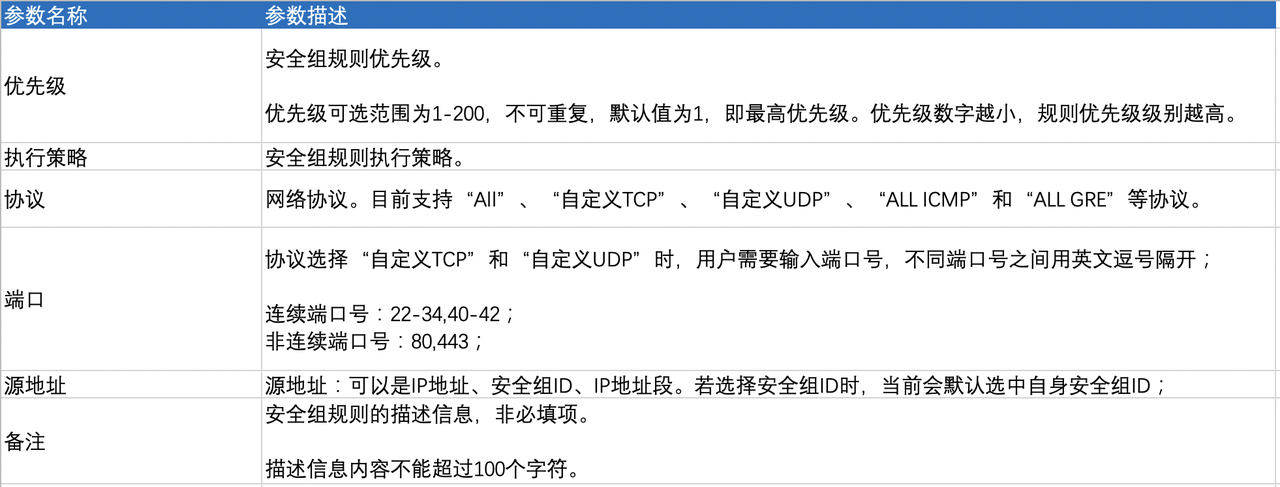 参数名称 参数描述
优先级
安全组规则优先级。
优先级可选范围为1-200，不可重复，默认值为1，即最高优先级。优先级数字越小，规则优先级级别越高。
执行策略 安全组规则执行策略。
协议 网络协议。目前支持“All”、“自定义TCP”、“自定义UDP”、“ALL ICMP”和“ALL GRE”等协议。
端口
协议选择“自定义TCP”和“自定义UDP”时，用户需要输入端口号，不同端口号之间用英文逗号隔开；
连续端口号：22-34,40-42；
非连续端口号：80,443；
源地址 源地址：可以是IP地址、安全组ID、IP地址段。若选择安全组ID时，当前会默认选中自身安全组ID；
备注
安全组规则的描述信息，非必填项。
描述信息内容不能超过100个字符。